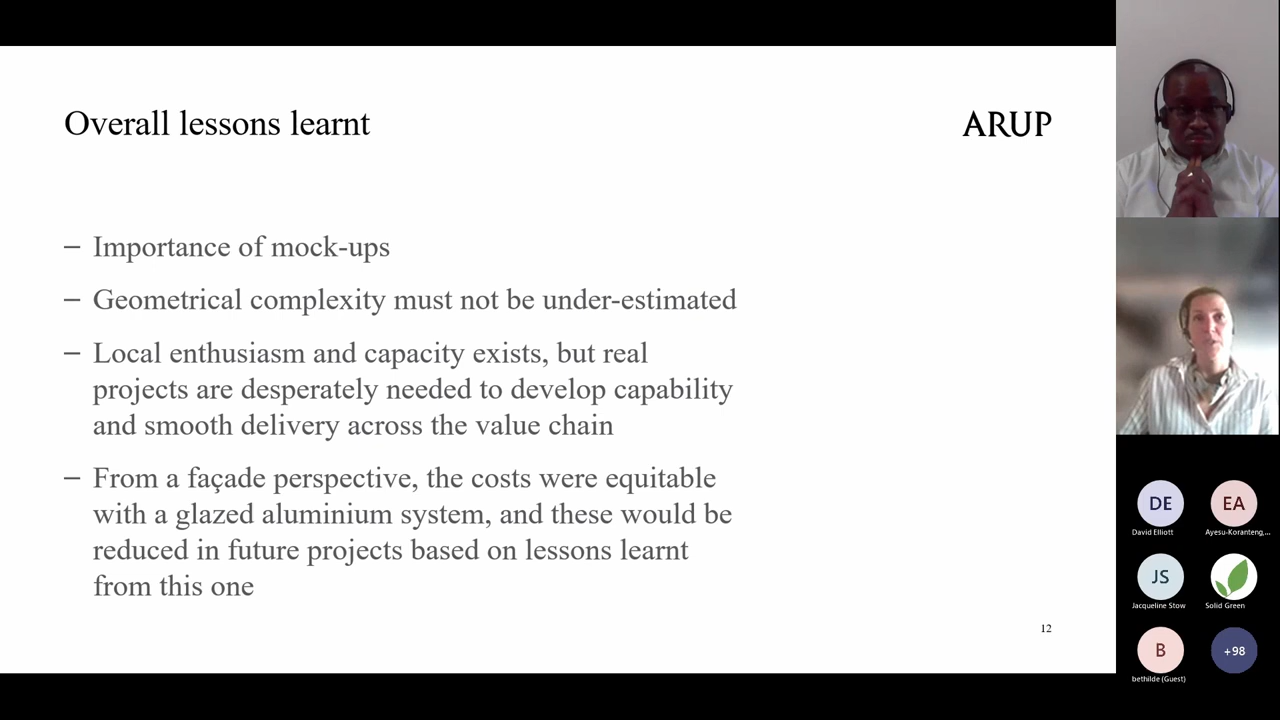 Overall lessons learnt
ARUP
– Importance of mock-ups
– Geometrical complexity must not be under-estimated
– Local enthusiasm and capacity exists, but real
projects are desperately needed to develop capability
and smooth delivery across the value chain
– From a façade perspective, the costs were equitable
with a glazed aluminium system, and these would be
reduced in future projects based on lessons learnt
from this one
12
DE
EA
David Elliott
Ayesu-Koranteng,...
JS
Jacqueline Stow
Solid Green
B
+98
bethilde (Guest)